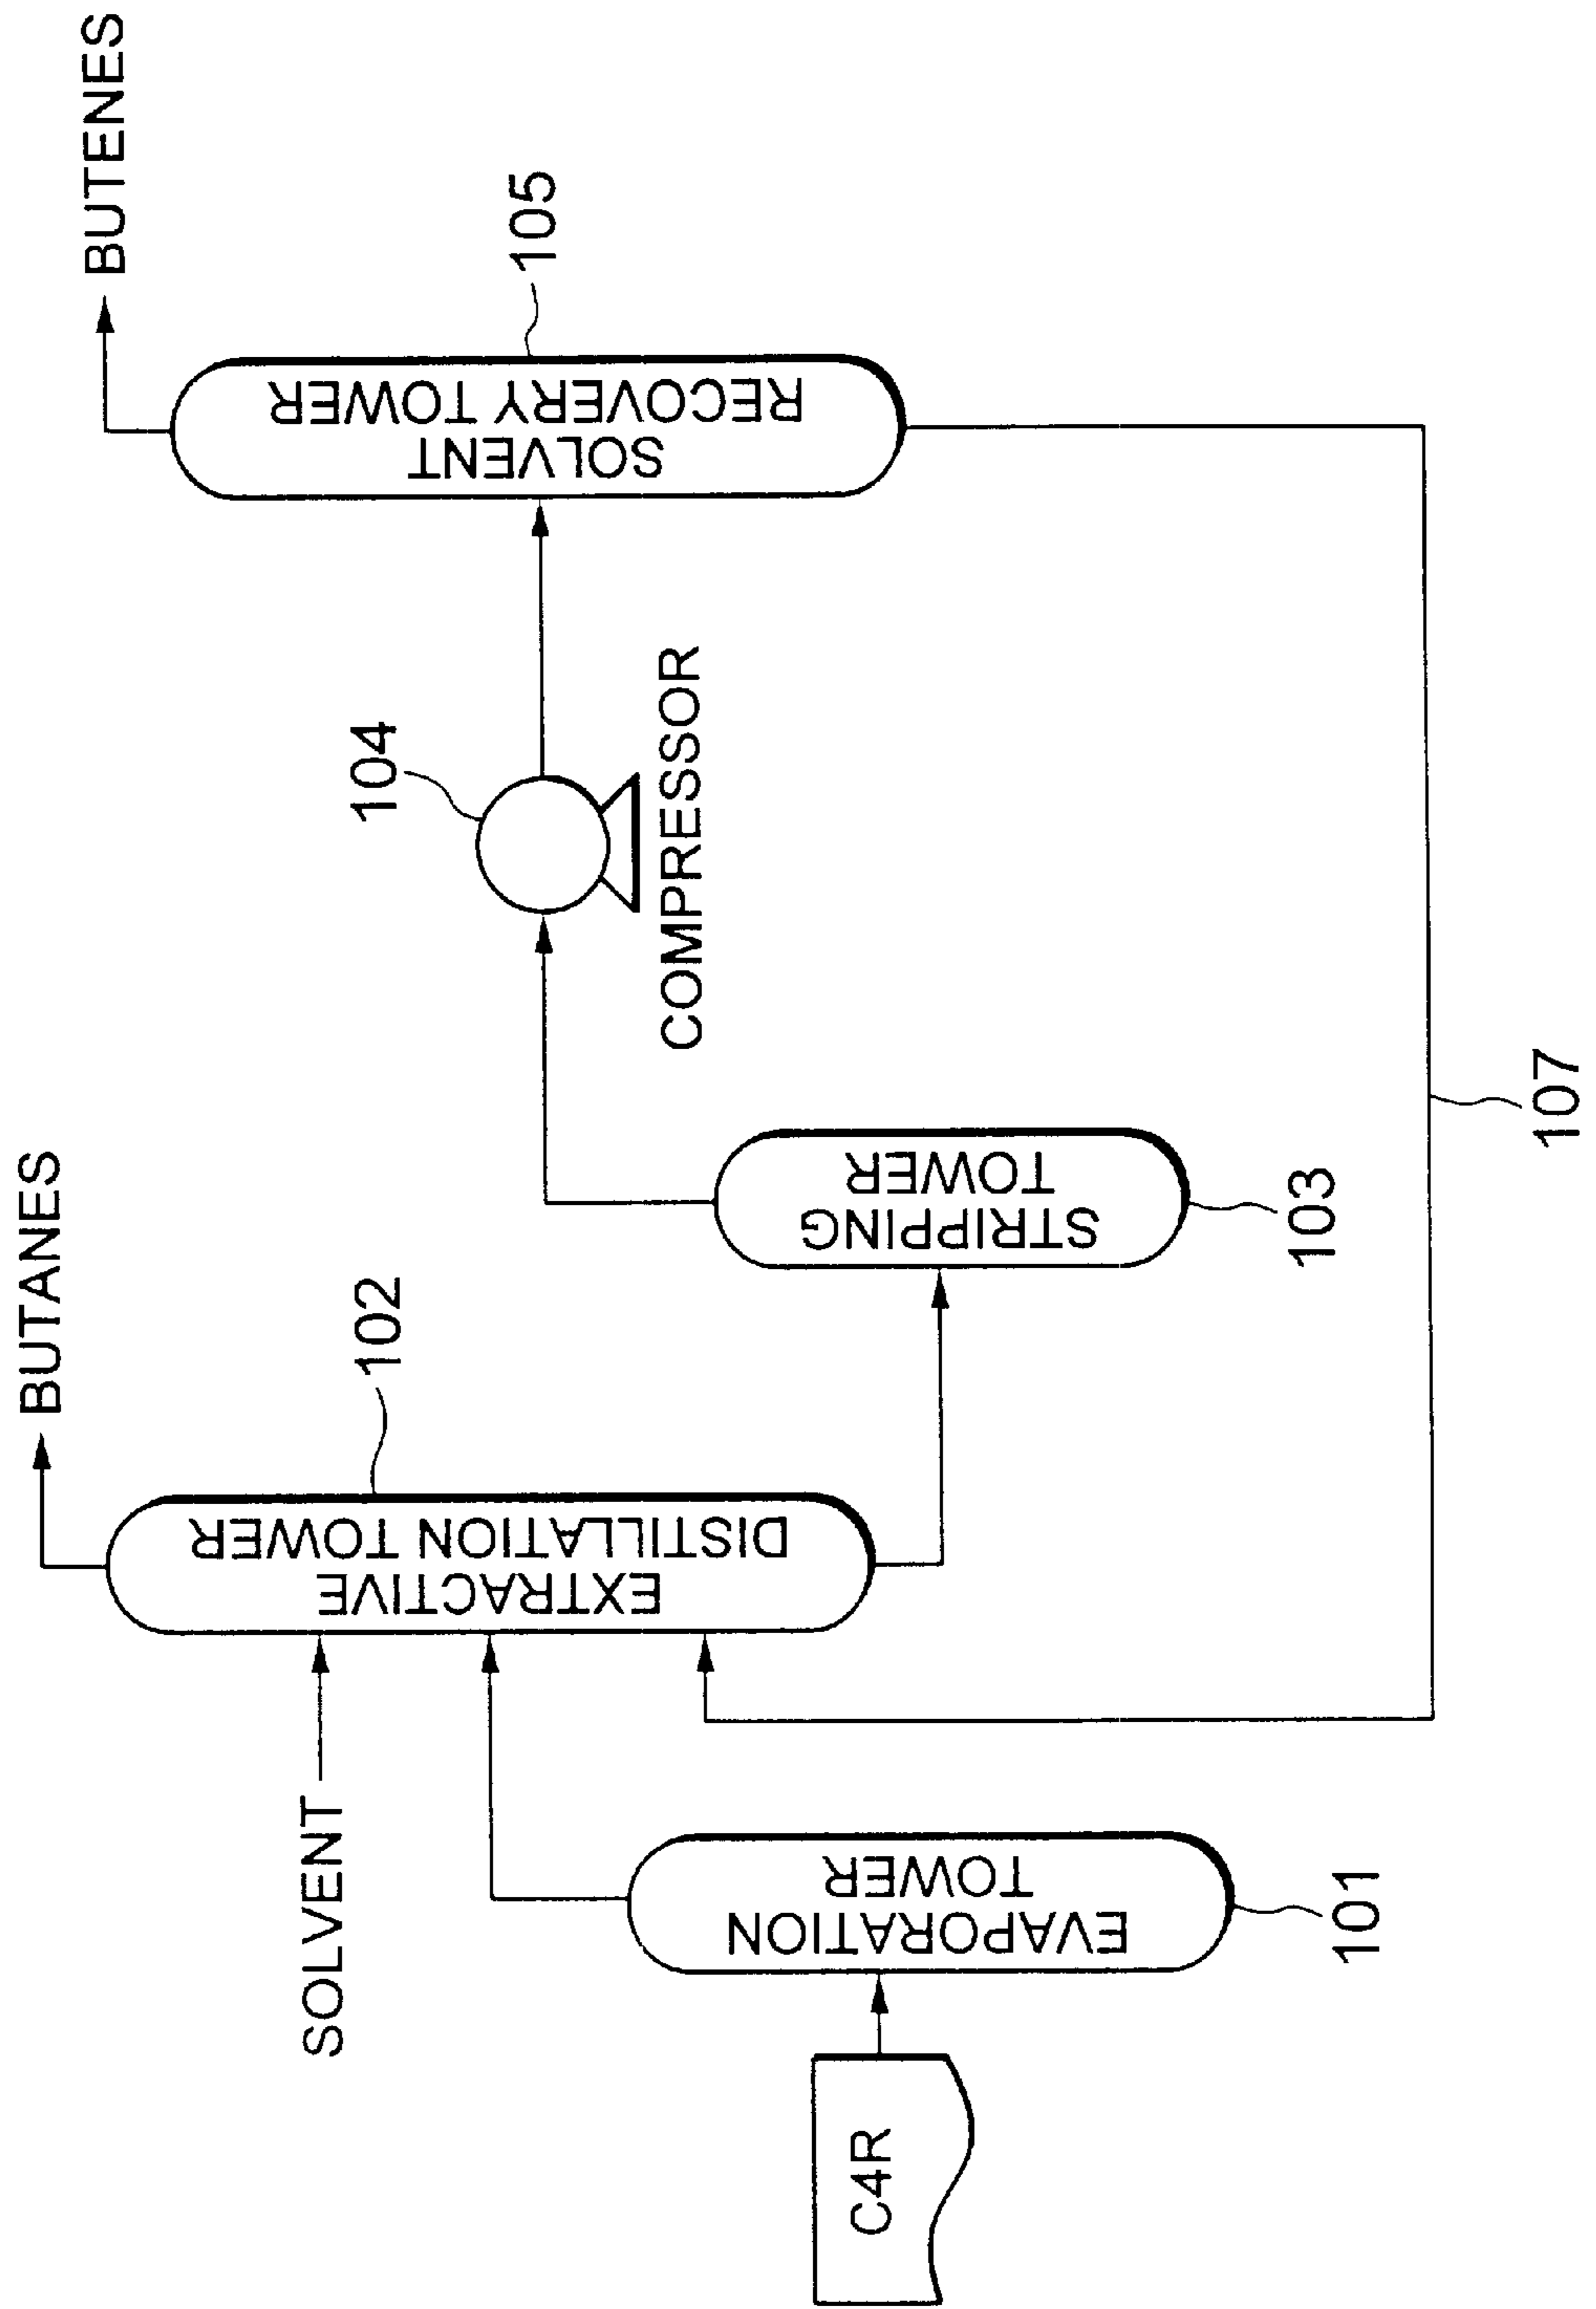 C4R
EVAPORATION
TOWER
101
SOLVENT
EXTRACTIVE
DISTILLATION TOWER
102
BUTANES
STRIPPING
TOWER
103
104
COMPRESSOR
SOLVENT
RECOVERY TOWER
105
BUTENES
107